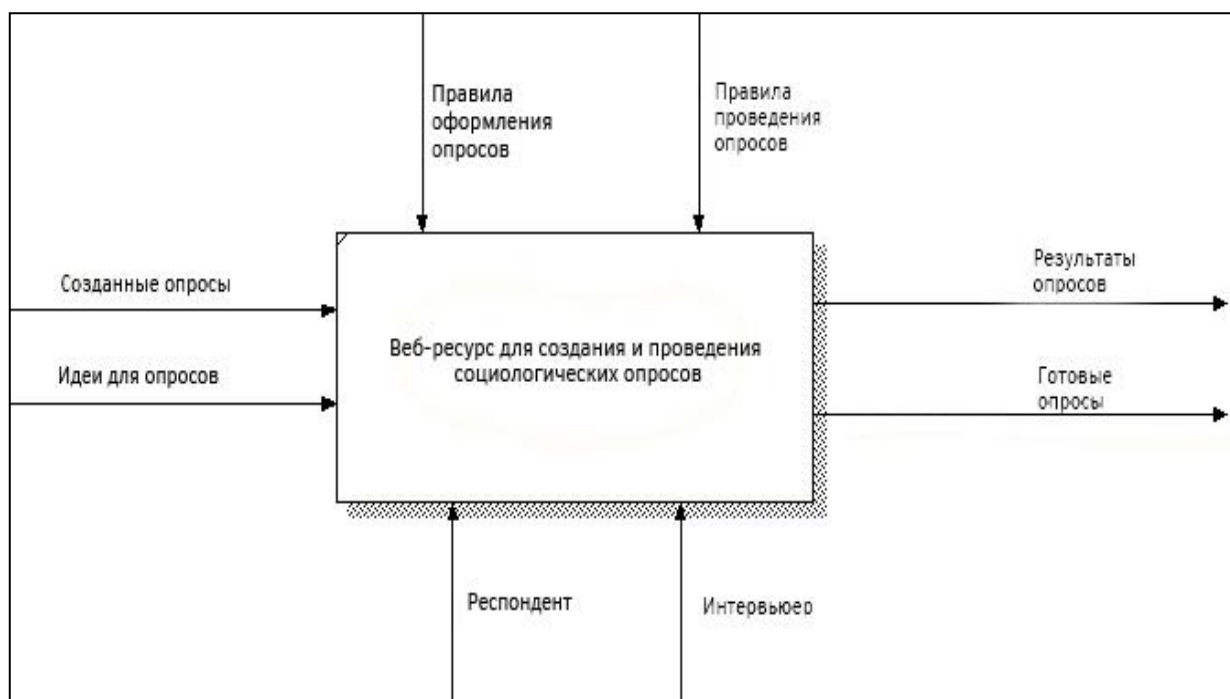 Правила
оформления
опросов
Правила
проведения
опросов
Созданные опросы
Идеи для опросов
Веб-ресурс для создания и проведения
социологических опросов
Результаты
опросов
Готовые
опросы
Респондент
Интервьюер